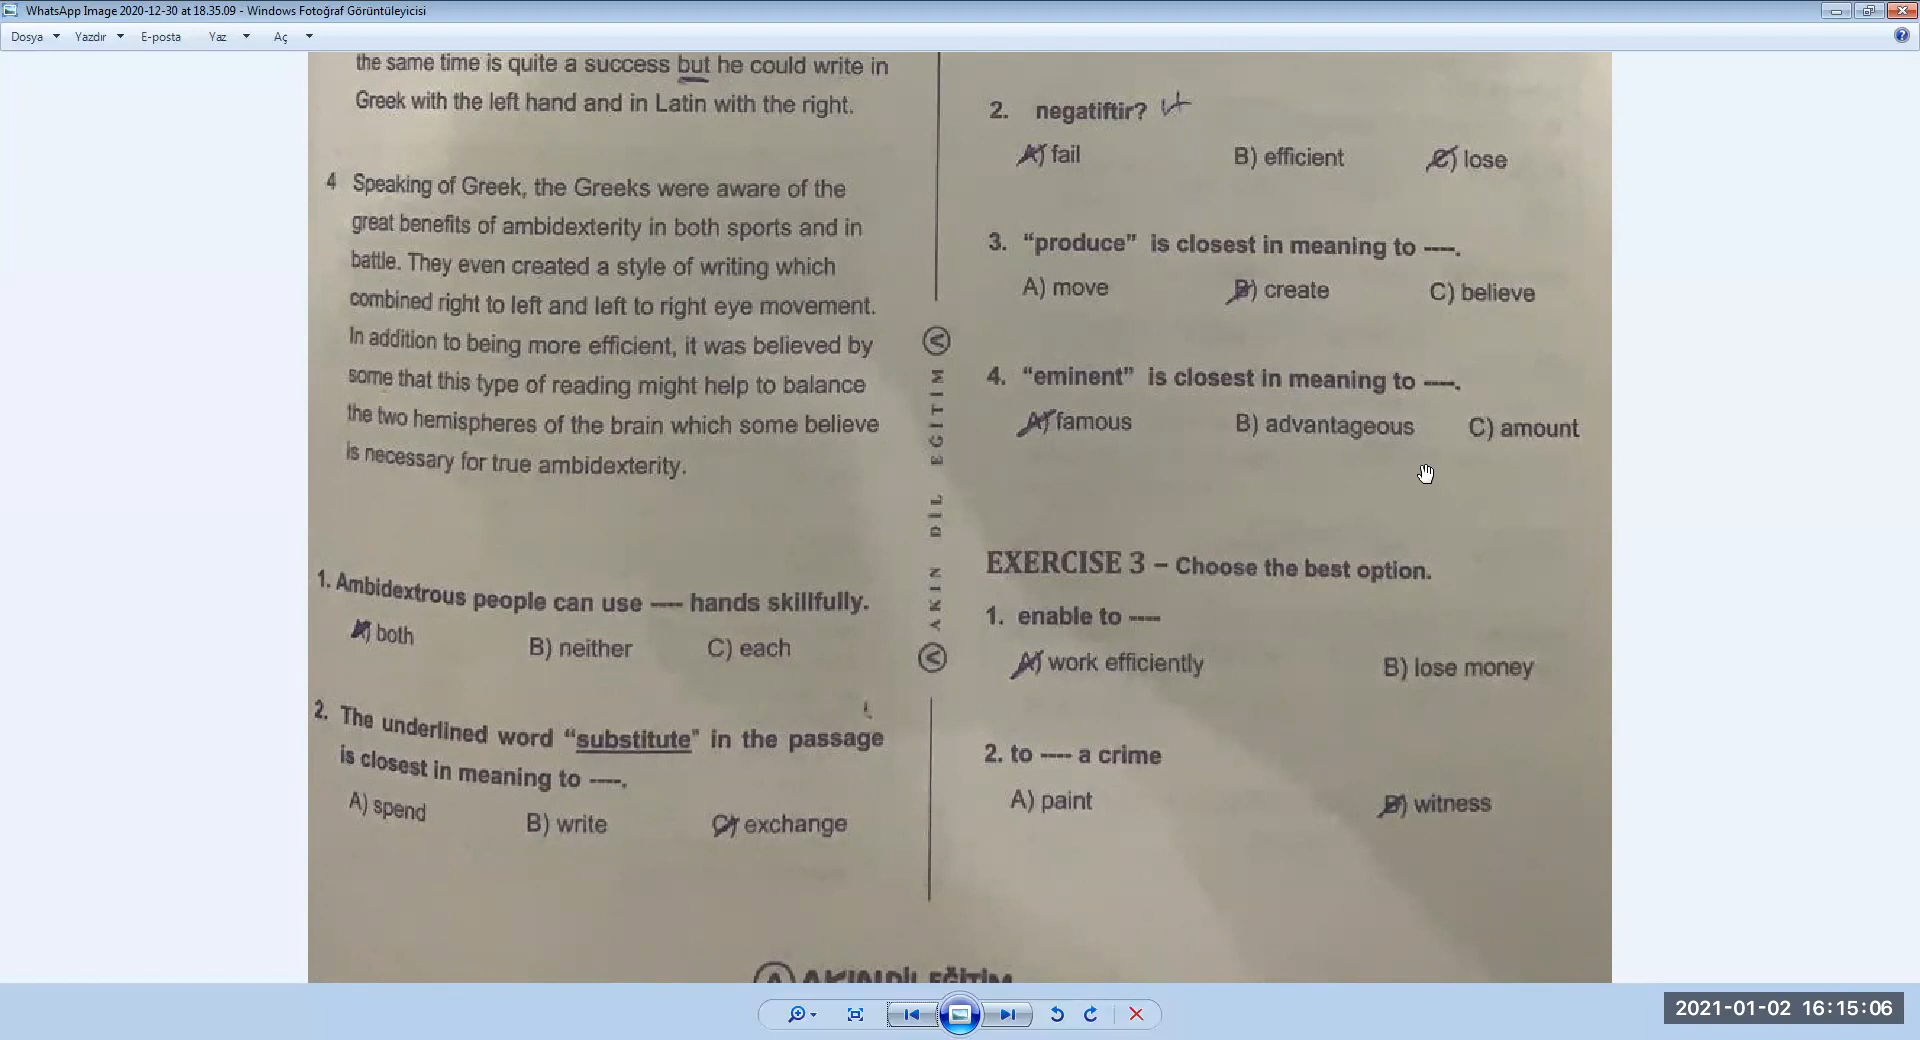 WhatsApp Image 2020-12-30 at 18.35.09 - Windows Fotoğraf Görüntüleyicisi
Dosya Yazdır E-posta Yaz Aç
the same time is quite a success but he could write in
Greek with the left hand and in Latin with the right.
4 Speaking of Greek, the Greeks were aware of the
great benefits of ambidexterity in both sports and in
battle. They even created a style of writing which
combined right to left and left to right eye movement.
In addition to being more efficient, it was believed by
some that this type of reading might help to balance
the two hemispheres of the brain which some believe
is necessary for true ambidexterity.
1. Ambidextrous people can use ---- hands skillfully.
A) both B) neither C) each
2. The underlined word “substitute” in the passage
is closest in meaning to ----.
A) spend B) write C) exchange
AKIN DİL EĞİTİM
2. negatiftir?
A) fail B) efficient C) lose
3. “produce” is closest in meaning to ----.
A) move B) create C) believe
4. “eminent” is closest in meaning to ----.
A) famous B) advantageous C) amount
EXERCISE 3 – Choose the best option.
1. enable to ----
A) work efficiently B) lose money
2. to ---- a crime
A) paint B) witness
AKIN DİL EĞİTİM
2021-01-02 16:15:06